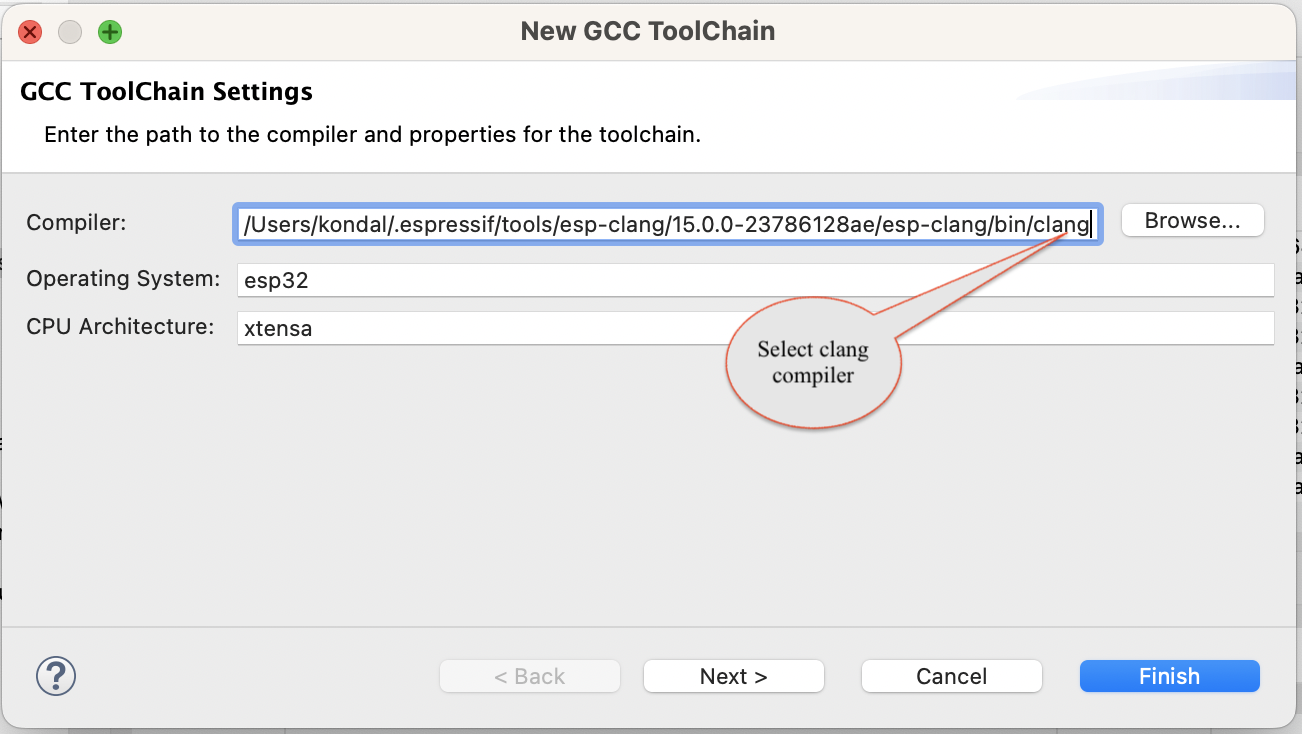 New GCC ToolChain
GCC ToolChain Settings
Enter the path to the compiler and properties for the toolchain.
Compiler: /Users/kondal/.espressif/tools/esp-clang/15.0.0-23786128ae/esp-clang/bin/clang Browse...
Operating System: esp32
CPU Architecture: xtensa
Select clang
compiler
? < Back Next > Cancel Finish